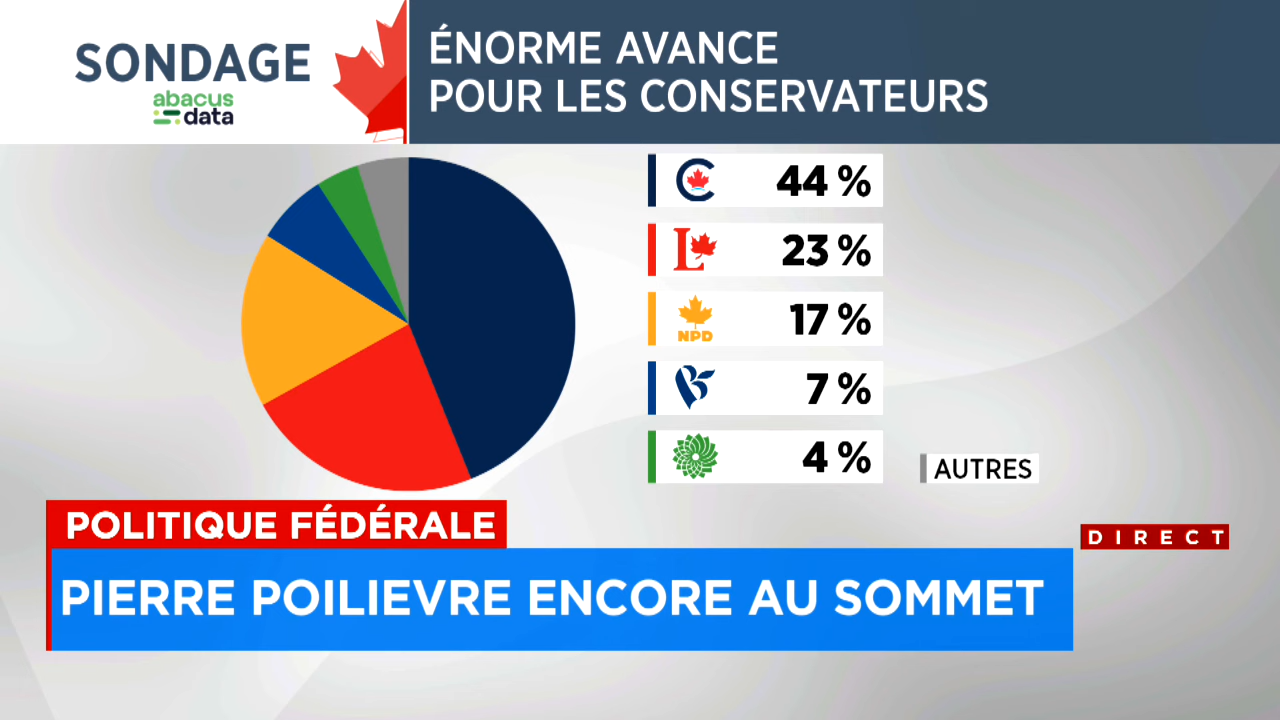 SONDAGE
abacus
data
ÉNORME AVANCE
POUR LES CONSERVATEURS
44 %
L
23 %
NPD
17 %
7 %
4 %
AUTRES
POLITIQUE FÉDÉRALE
DIRECT
PIERRE POILIEVRE ENCORE AU SOMMET